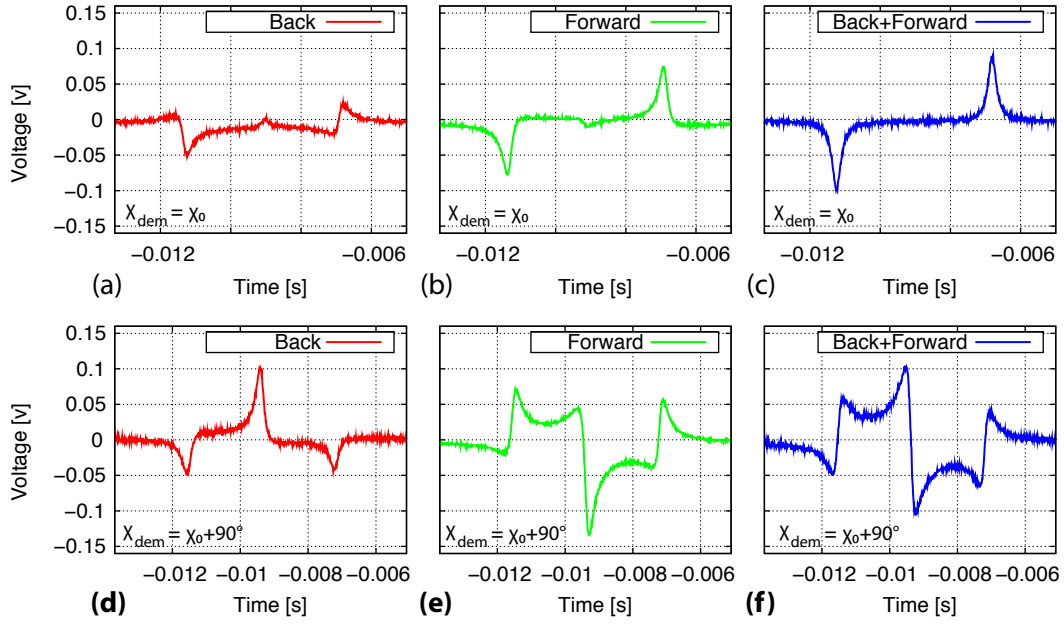 Back
Forward
Back+Forward
Voltage [v]
0.1
0.05
0
−0.05
−0.1
−0.15
χdem = χ₀
χdem = χ₀
χdem = χ₀
−0.012 −0.006
−0.012 −0.006
−0.012 −0.006
(a) Time [s]
(b) Time [s]
(c) Time [s]
0.15
Back
Forward
Back+Forward
Voltage [v]
0.1
0.05
0
−0.05
−0.1
−0.15
χdem = χ₀+90°
χdem = χ₀+90°
χdem = χ₀+90°
−0.012 −0.01 −0.008 −0.006
−0.012 −0.01 −0.008 −0.006
−0.012 −0.01 −0.008 −0.006
(d) Time [s]
(e) Time [s]
(f) Time [s]
0.15